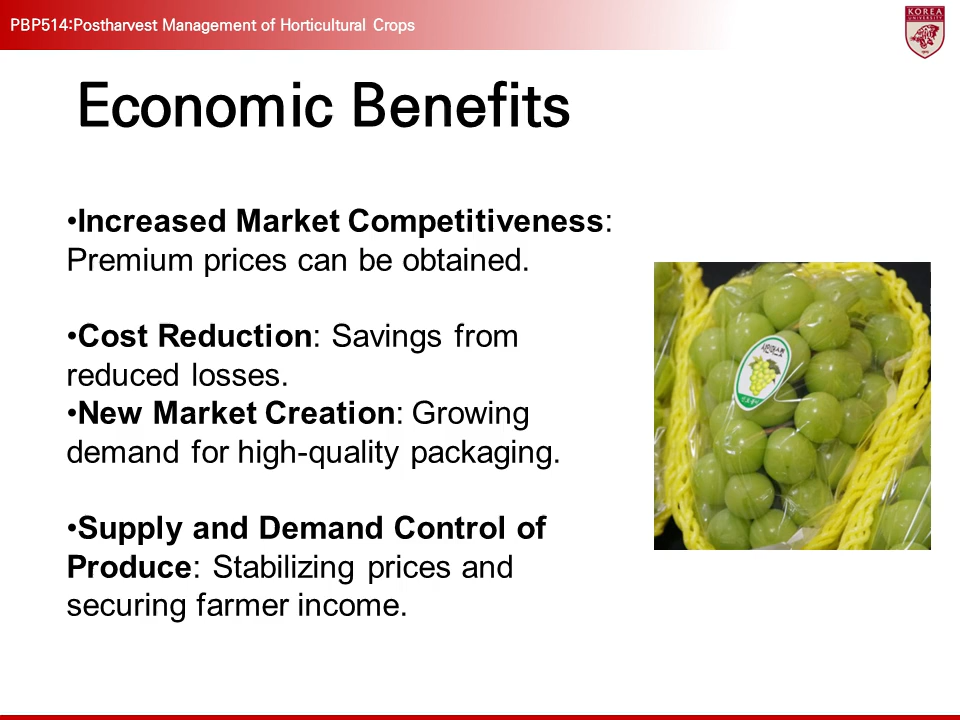 PBP514:Postharvest Management of Horticultural Crops
KOREA
UNIVERSITY
Economic Benefits
•Increased Market Competitiveness:
Premium prices can be obtained.
•Cost Reduction: Savings from
reduced losses.
•New Market Creation: Growing
demand for high-quality packaging.
•Supply and Demand Control of
Produce: Stabilizing prices and
securing farmer income.